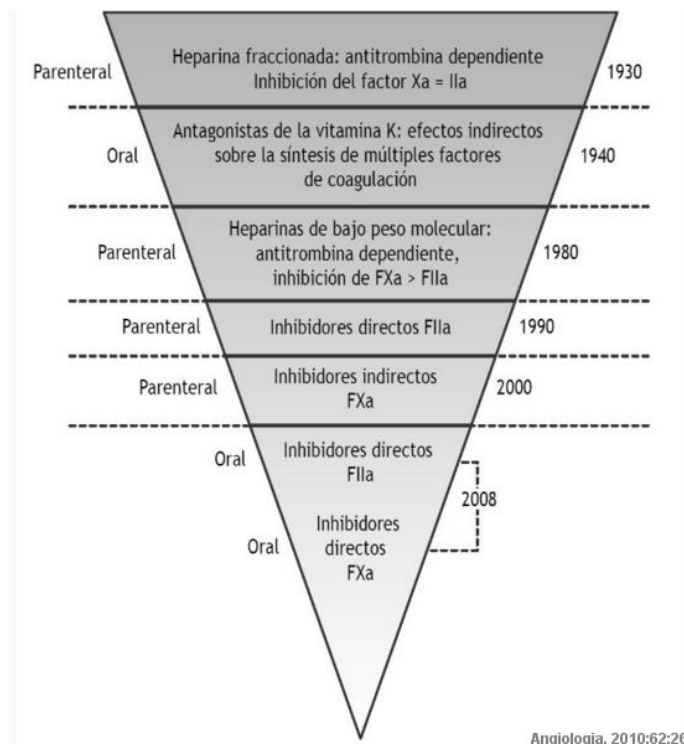 Parenteral
Heparina fraccionada: antitrombina dependiente
Inhibición del factor Xa = IIa
1930
Oral
Antagonistas de la vitamina K: efectos indirectos
sobre la síntesis de múltiples factores
de coagulación
1940
Parenteral
Heparinas de bajo peso molecular:
antitrombina dependiente,
inhibición de FXa > FIIa
1980
Parenteral
Inhibidores directos FIIa
1990
Parenteral
Inhibidores indirectos
FXa
2000
Oral
Inhibidores directos
FIIa
2008
Oral
Inhibidores
directos
FXa
Angiologia. 2010;62:26